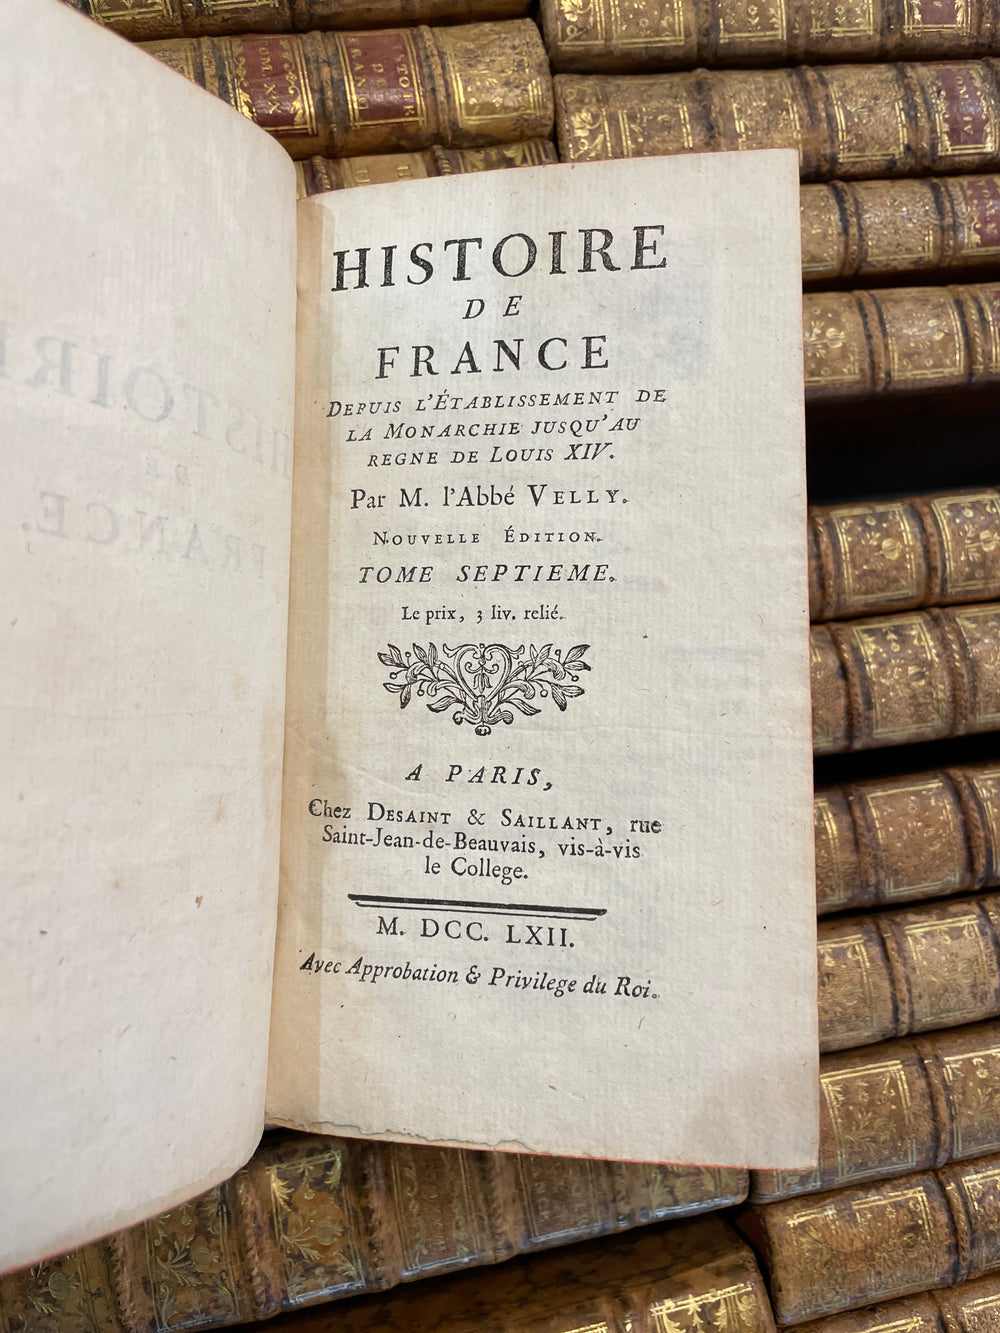 HISTOIRE
DE
FRANCE
DEPUIS L'ÉTABLISSEMENT DE
LA MONARCHIE JUSQU'AU
REGNE DE LOUIS XIV.
Par M. l'Abbé VELLY.
NOUVELLE ÉDITION.
TOME SEPTIEME.
Le prix, 3 liv. relié.
A PARIS,
Chez DESAINT & SAILLANT, rue
Saint-Jean-de-Beauvais, vis-à-vis
le College.
M. DCC. LXII.
Avec Approbation & Privilege du Roi.